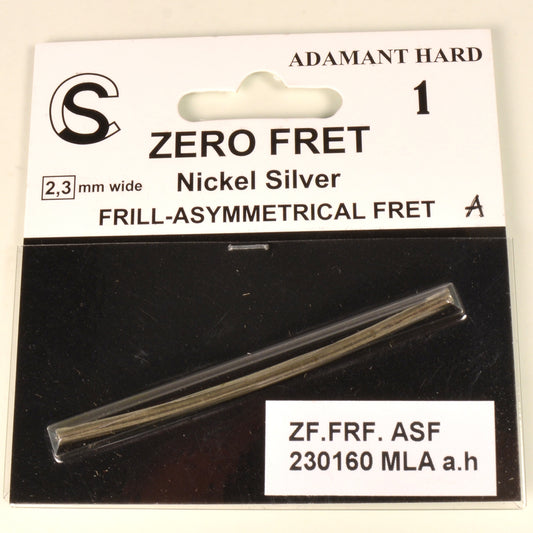 CS
ADAMANT HARD
1
ZERO FRET
2,3 mm wide
Nickel Silver
FRILL-ASYMMETRICAL FRET A
ZF.FRF. ASF
230160 MLA a.h